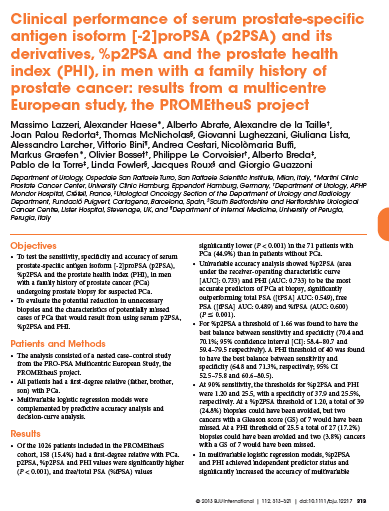 Clinical performance of serum prostate-specific
antigen isoform [-2]proPSA (p2PSA) and its
derivatives, %p2PSA and the prostate health
index (PHI), in men with a family history of
prostate cancer: results from a multicentre
European study, the PROMEtheuS project
Massimo Lazzeri, Alexander Haese*, Alberto Abrate, Alexandre de la Taille†,
Joan Palou Redorta‡, Thomas McNicholas§, Giovanni Lughezzani, Giuliana Lista,
Alessandro Larcher, Vittorio Bini¶, Andrea Cestari, Nicolòmaria Buffi,
Markus Graefen*, Olivier Bosset†, Philippe Le Corvoisier†, Alberto Breda‡,
Pablo de la Torre‡, Linda Fowler§, Jacques Roux§ and Giorgio Guazzoni
Department of Urology, Ospedale San Raffaele Turro, San Raffaele Scientific Institute, Milan, Italy, *Martini Clinic
Prostate Cancer Center, University Clinic Hamburg, Eppendorf Hamburg, Germany, †Department of Urology, APHP
Mondor Hospital, Créteil, France, ‡Urological Oncology Section of the Department of Urology and Radiology
Department, Fundació Puigvert, Cartagena, Barcelona, Spain, §South Bedfordshire and Hertfordshire Urological
Cancer Centre, Lister Hospital, Stevenage, UK, and ¶Department of Internal Medicine, University of Perugia,
Perugia, Italy
Objectives
• To test the sensitivity, specificity and accuracy of serum
prostate-specific antigen isoform [-2]proPSA (p2PSA),
%p2PSA and the prostate health index (PHI), in men
with a family history of prostate cancer (PCa)
undergoing prostate biopsy for suspected PCa.
• To evaluate the potential reduction in unnecessary
biopsies and the characteristics of potentially missed
cases of PCa that would result from using serum p2PSA,
%p2PSA and PHI.
Patients and Methods
• The analysis consisted of a nested case–control study
from the PRO-PSA Multicentric European Study, the
PROMEtheuS project.
• All patients had a first-degree relative (father, brother,
son) with PCa.
• Multivariable logistic regression models were
complemented by predictive accuracy analysis and
decision-curve analysis.
Results
• Of the 1026 patients included in the PROMEtheuS
cohort, 158 (15.4%) had a first-degree relative with PCa.
p2PSA, %p2PSA and PHI values were significantly higher
(P < 0.001), and free/total PSA (%fPSA) values
significantly lower (P < 0.001) in the 71 patients with
PCa (44.9%) than in patients without PCa.
• Univariable accuracy analysis showed %p2PSA (area
under the receiver-operating characteristic curve
[AUC]: 0.733) and PHI (AUC: 0.733) to be the most
accurate predictors of PCa at biopsy, significantly
outperforming total PSA ([tPSA] AUC: 0.549), free
PSA ([fPSA] AUC: 0.489) and %fPSA (AUC: 0.600)
(P ≤ 0.001).
• For %p2PSA a threshold of 1.66 was found to have the
best balance between sensitivity and specificity (70.4 and
70.1%; 95% confidence interval [CI]: 58.4–80.7 and
59.4–79.5 respectively). A PHI threshold of 40 was found
to have the best balance between sensitivity and
specificity (64.8 and 71.3%, respectively; 95% CI
52.5–75.8 and 60.6–80.5).
• At 90% sensitivity, the thresholds for %p2PSA and PHI
were 1.20 and 25.5, with a specificity of 37.9 and 25.5%,
respectively. At a %p2PSA threshold of 1.20, a total of 39
(24.8%) biopsies could have been avoided, but two
cancers with a Gleason score (GS) of 7 would have been
missed. At a PHI threshold of 25.5 a total of 27 (17.2%)
biopsies could have been avoided and two (3.8%) cancers
with a GS of 7 would have been missed.
• In multivariable logistic regression models, %p2PSA
and PHI achieved independent predictor status and
significantly increased the accuracy of multivariable
© 2013 BJU International | 112, 313–321 | doi:10.1111/bju.12217 313